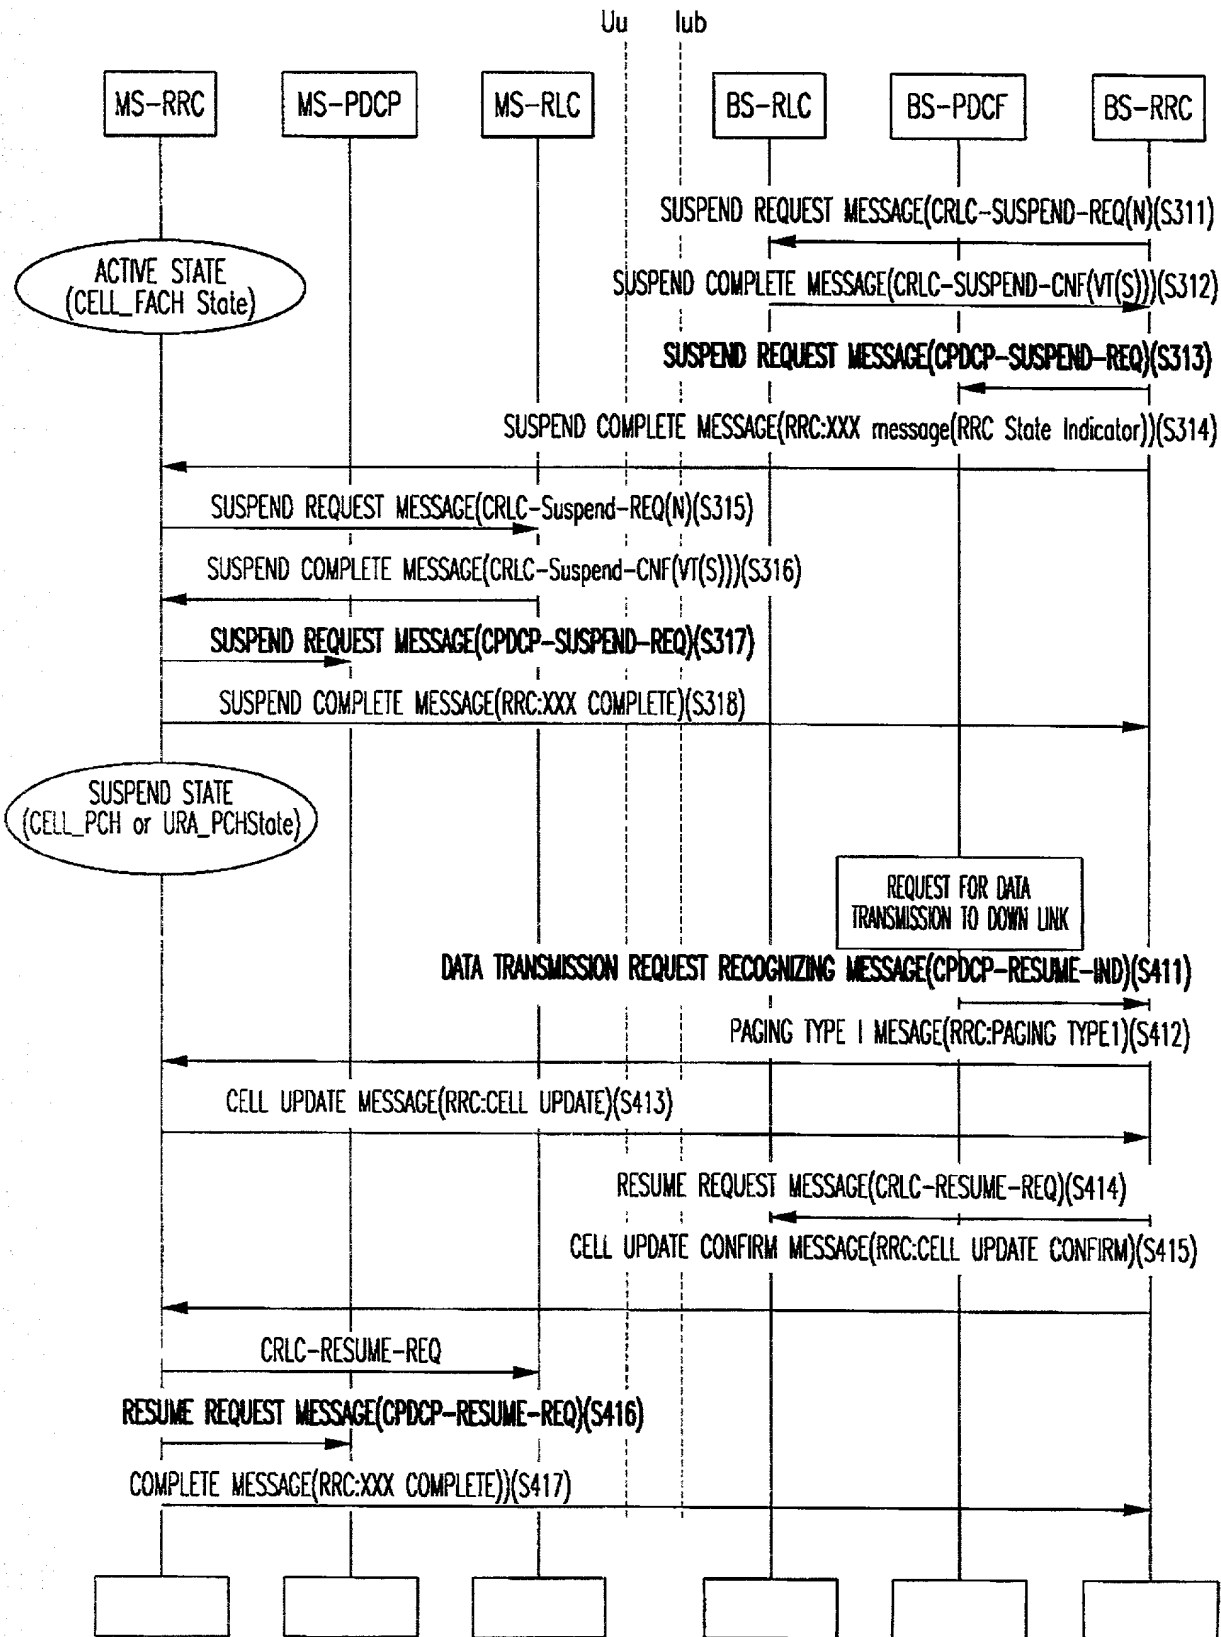 Uu Iub
MS-RRC MS-PDCP MS-RLC BS-RLC BS-PDCF BS-RRC
SUSPEND REQUEST MESSAGE(CRLC-SUSPEND-REQ(N)(S311)
ACTIVE STATE
(CELL_FACH State)
SUSPEND COMPLETE MESSAGE(CRLC-SUSPEND-CNF(VT(S)))(S312)
SUSPEND REQUEST MESSAGE(CPDCP-SUSPEND-REQ)(S313)
SUSPEND COMPLETE MESSAGE(RRC:XXX message(RRC State Indicator))(S314)
SUSPEND REQUEST MESSAGE(CRLC-Suspend-REQ(N)(S315)
SUSPEND COMPLETE MESSAGE(CRLC-Suspend-CNF(VT(S)))(S316)
SUSPEND REQUEST MESSAGE(CPDCP-SUSPEND-REQ)(S317)
SUSPEND COMPLETE MESSAGE(RRC:XXX COMPLETE)(S318)
SUSPEND STATE
(CELL_PCH or URA_PCHState)
REQUEST FOR DATA
TRANSMISSION TO DOWN LINK
DATA TRANSMISSION REQUEST RECOGNIZING MESSAGE(CPDCP-RESUME-IND)(S411)
PAGING TYPE I MESAGE(RRC:PAGING TYPE1)(S412)
CELL UPDATE MESSAGE(RRC:CELL UPDATE)(S413)
RESUME REQUEST MESSAGE(CRLC-RESUME-REQ)(S414)
CELL UPDATE CONFIRM MESSAGE(RRC:CELL UPDATE CONFIRM)(S415)
CRLC-RESUME-REQ
RESUME REQUEST MESSAGE(CPDCP-RESUME-REQ)(S416)
COMPLETE MESSAGE(RRC:XXX COMPLETE))(S417)